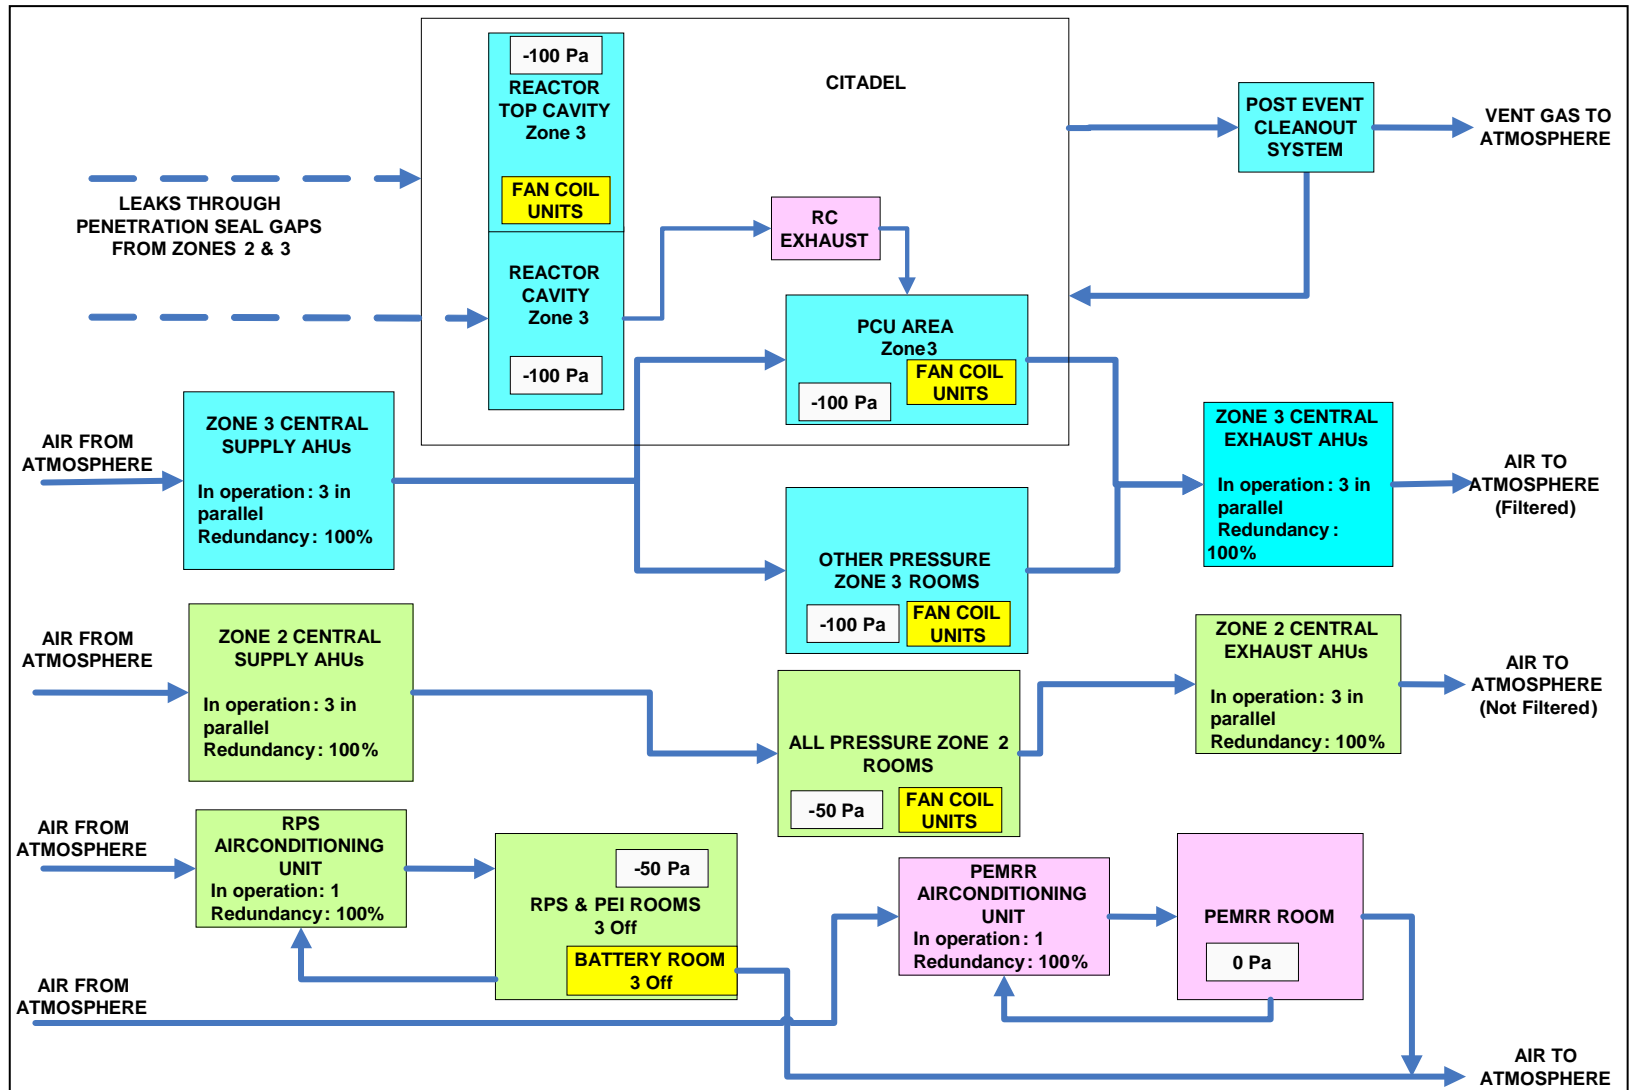 -100 Pa
REACTOR
TOP CAVITY
Zone 3
FAN COIL
UNITS
CITADEL
POST EVENT
CLEANOUT
SYSTEM
VENT GAS TO
ATMOSPHERE
LEAKS THROUGH
PENETRATION SEAL GAPS
FROM ZONES 2 & 3
RC
EXHAUST
REACTOR
CAVITY
Zone 3
-100 Pa
PCU AREA
Zone3
FAN COIL
UNITS
-100 Pa
AIR FROM
ATMOSPHERE
ZONE 3 CENTRAL
SUPPLY AHUs
In operation: 3 in
parallel
Redundancy: 100%
ZONE 3 CENTRAL
EXHAUST AHUs
In operation: 3 in
parallel
Redundancy:
100%
AIR TO
ATMOSPHERE
(Filtered)
OTHER PRESSURE
ZONE 3 ROOMS
-100 Pa
FAN COIL
UNITS
AIR FROM
ATMOSPHERE
ZONE 2 CENTRAL
SUPPLY AHUs
In operation: 3 in
parallel
Redundancy: 100%
ZONE 2 CENTRAL
EXHAUST AHUs
In operation: 3 in
parallel
Redundancy: 100%
AIR TO
ATMOSPHERE
(Not Filtered)
ALL PRESSURE ZONE 2
ROOMS
-50 Pa
FAN COIL
UNITS
AIR FROM
ATMOSPHERE
RPS
AIRCONDITIONING
UNIT
In operation: 1
Redundancy: 100%
-50 Pa
RPS & PEI ROOMS
3 Off
BATTERY ROOM
3 Off
PEMRR
AIRCONDITIONING
UNIT
In operation: 1
Redundancy: 100%
PEMRR ROOM
0 Pa
AIR FROM
ATMOSPHERE
AIR TO
ATMOSPHERE